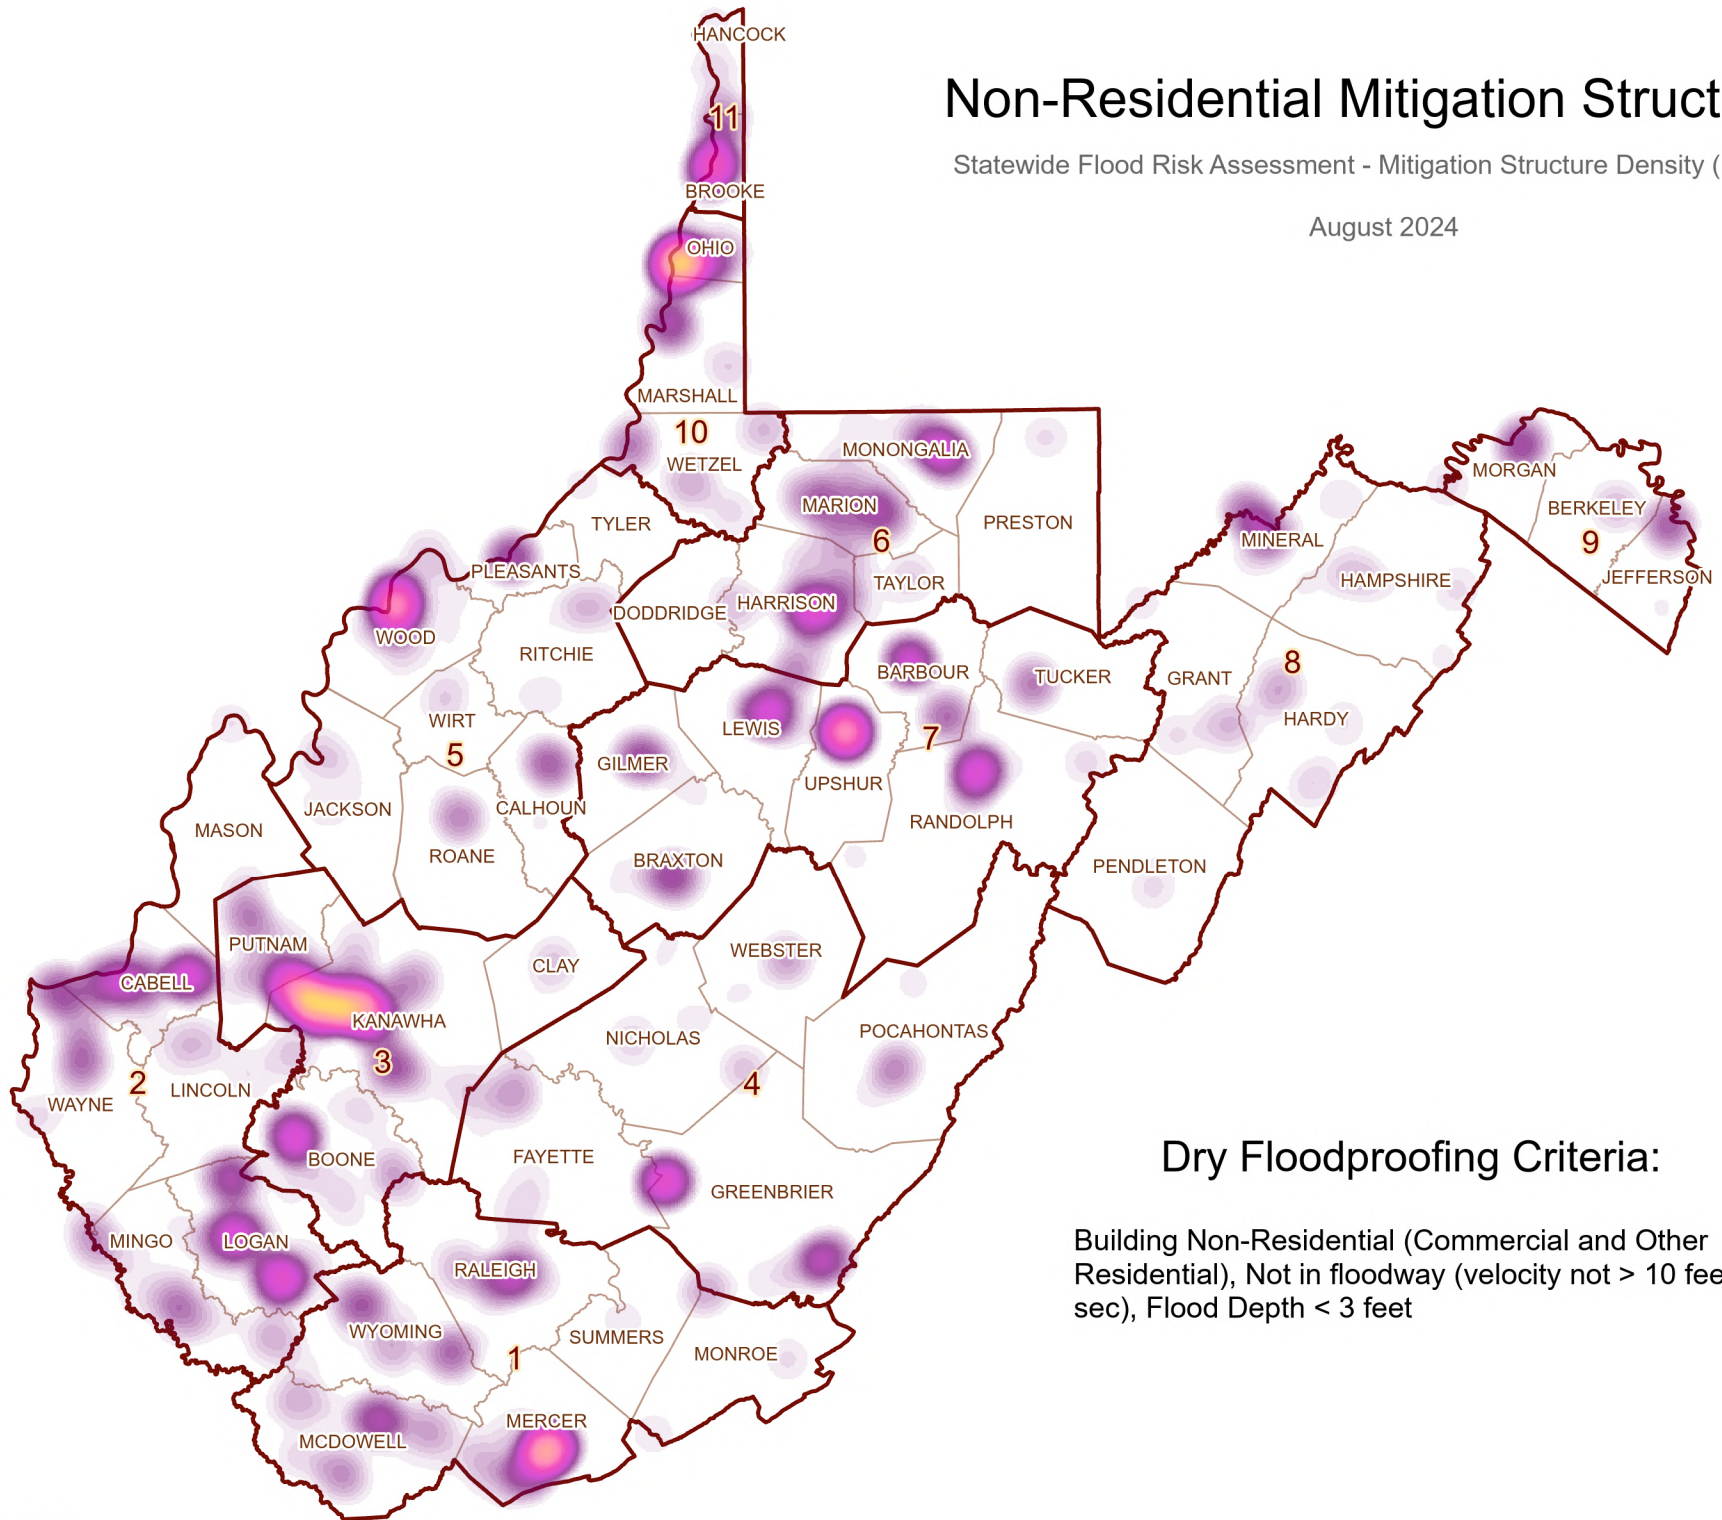 HANCOCK
Non-Residential Mitigation Struct
11
Statewide Flood Risk Assessment - Mitigation Structure Density (
BROOKE
August 2024
OHIO
MARSHALL
10
WETZEL
MONONGALIA
MORGAN
MARION
BERKELEY
TYLER
PRESTON
6
MINERAL
9
PLEASANTS
JEFFERSON
HAMPSHIRE
TAYLOR
HARRISON
DODDRIDGE
WOOD
RITCHIE
8
BARBOUR
TUCKER
GRANT
WIRT
HARDY
LEWIS
7
5
GILMER
UPSHUR
JACKSON
CALHOUN
RANDOLPH
MASON
ROANE
BRAXTON
PENDLETON
PUTNAM
WEBSTER
CLAY
CABELL
KANAWHA
POCAHONTAS
NICHOLAS
3
2
4
LINCOLN
WAYNE
FAYETTE
BOONE
Dry Floodproofing Criteria:
GREENBRIER
MINGO
LOGAN
Building Non-Residential (Commercial and Other
RALEIGH
Residential), Not in floodway (velocity not > 10 fee
sec), Flood Depth < 3 feet
WYOMING
SUMMERS
1
MONROE
MERCER
MCDOWELL